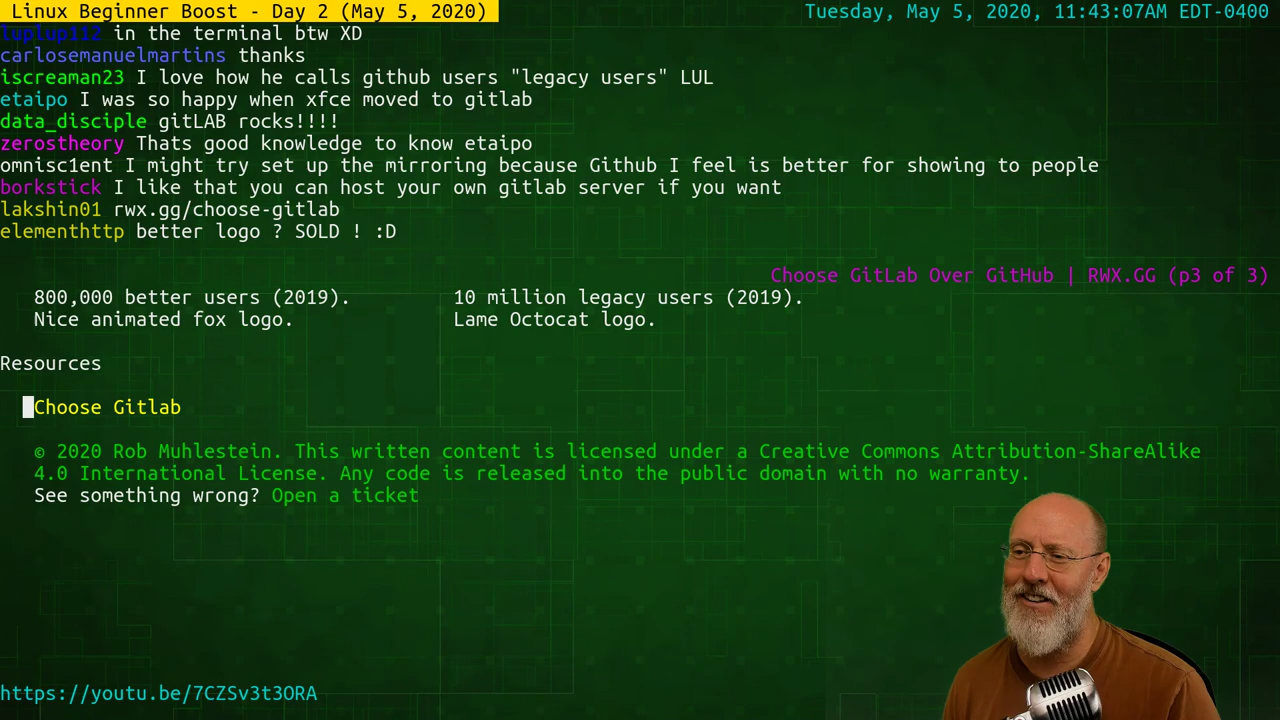 Linux Beginner Boost - Day 2 (May 5, 2020)
Tuesday, May 5, 2020, 11:43:07AM EDT-0400
luplup112 in the terminal btw XD
carlosemanuelmartins thanks
iscreaman23 I love how he calls github users "legacy users" LUL
etaipo I was so happy when xfce moved to gitlab
data_disciple gitLAB rocks!!!!
zerostheory Thats good knowledge to know etaipo
omnisc1ent I might try set up the mirroring because Github I feel is better for showing to people
borkstick I like that you can host your own gitlab server if you want
lakshin01 rwx.gg/choose-gitlab
elementhttp better logo ? SOLD ! :D
Choose GitLab Over GitHub | RWX.GG (p3 of 3)
800,000 better users (2019). 10 million legacy users (2019).
Nice animated fox logo. Lame Octocat logo.
Resources
Choose Gitlab
© 2020 Rob Muhlestein. This written content is licensed under a Creative Commons Attribution-ShareAlike
4.0 International License. Any code is released into the public domain with no warranty.
See something wrong? Open a ticket
https://youtu.be/7CZSv3t3ORA